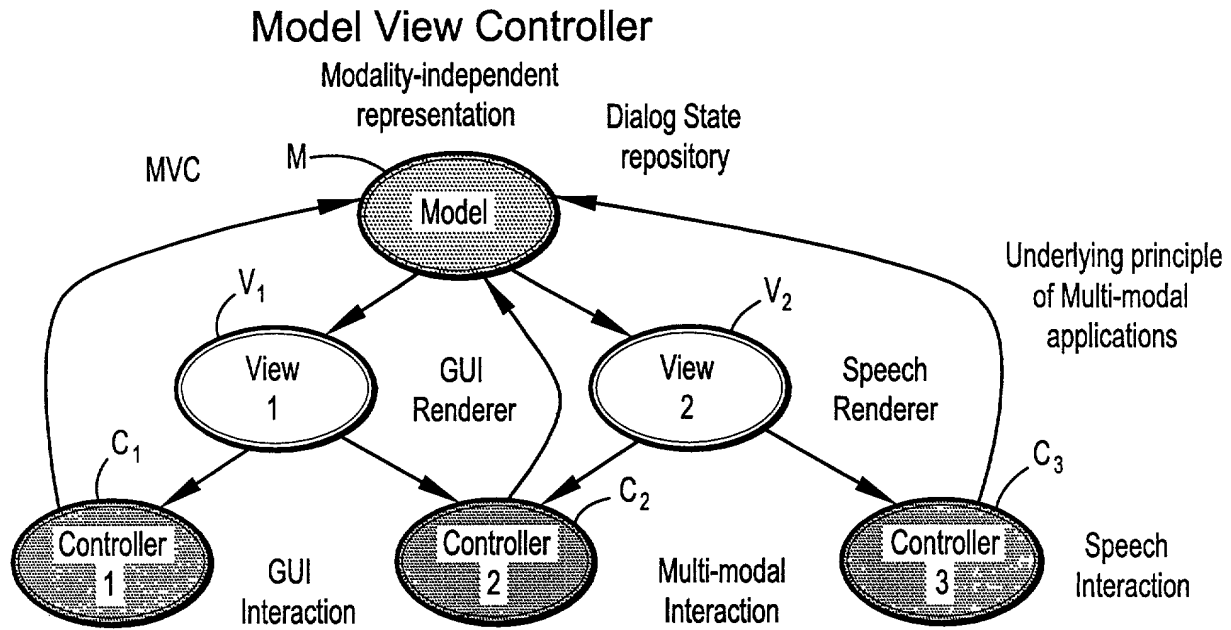 Model View Controller
Modality-independent
representation
Dialog State
repository
MVC
M
Model
Underlying principle
of Multi-modal
applications
V1
V2
View
1
GUI
Renderer
View
2
Speech
Renderer
C1
C2
C3
Controller
1
GUI
Interaction
Controller
2
Multi-modal
Interaction
Controller
3
Speech
Interaction